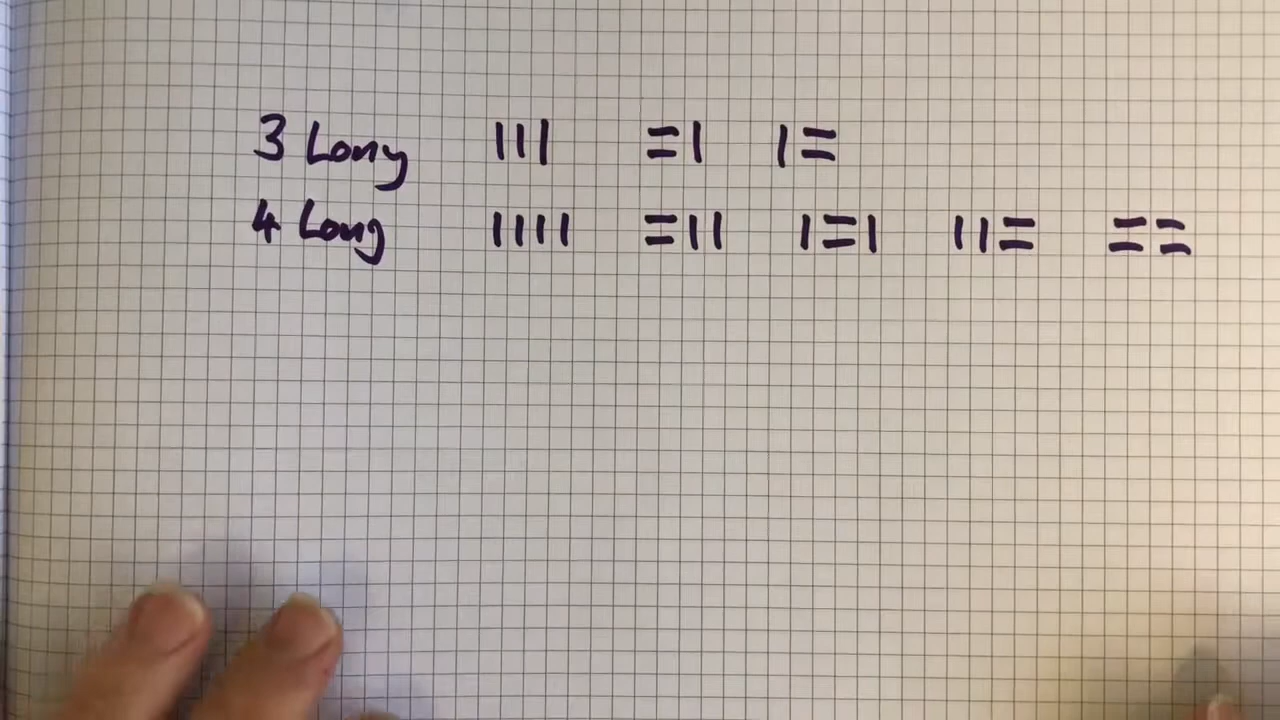 3 Long ||| =| |=
4 Long |||| =|| |=| ||= ==